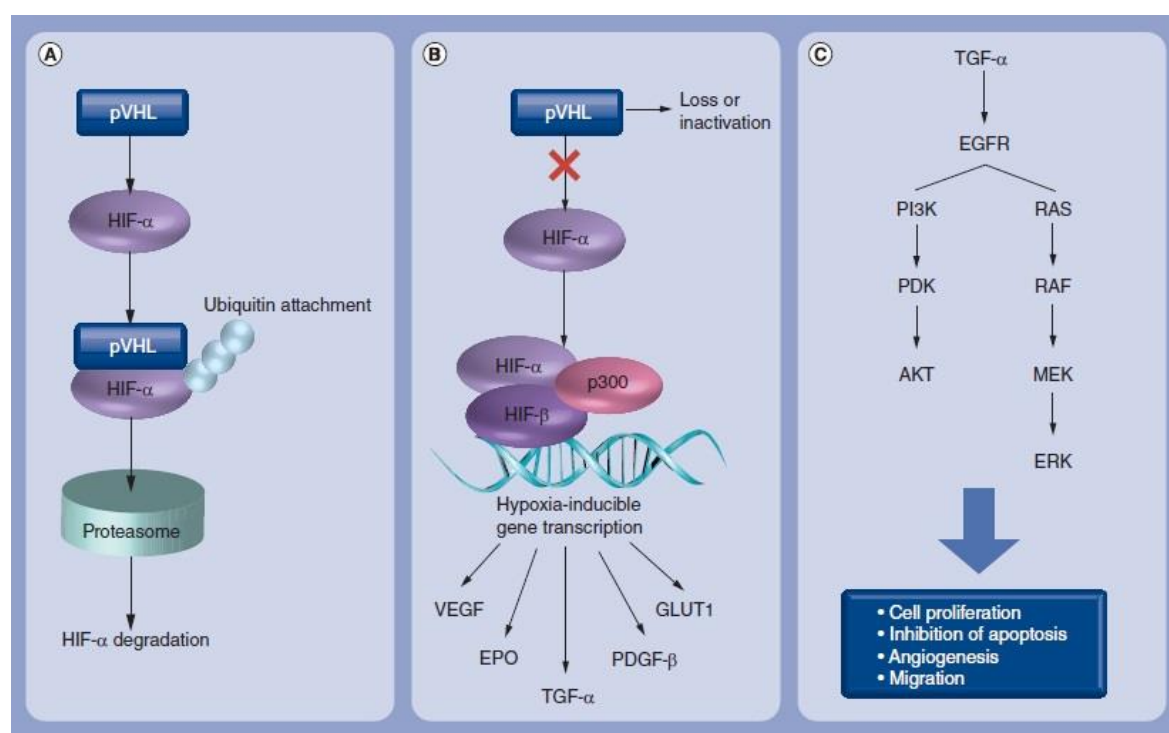 A
pVHL
HIF-α
Ubiquitin attachment
pVHL
HIF-α
Proteasome
HIF-α degradation
B
pVHL
Loss or
inactivation
HIF-α
HIF-α
p300
HIF-β
Hypoxia-inducible
gene transcription
VEGF
GLUT1
EPO
PDGF-β
TGF-α
C
TGF-α
EGFR
PI3K
RAS
PDK
RAF
AKT
MEK
ERK
• Cell proliferation
• Inhibition of apoptosis
• Angiogenesis
• Migration